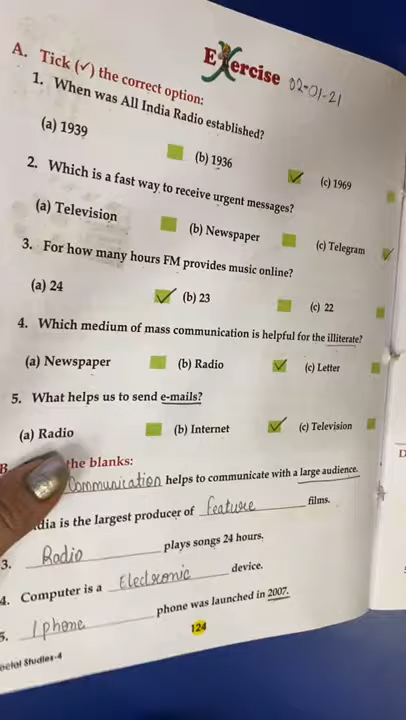 Exercise 02-01-21
A. Tick (✓) the correct option:
1. When was All India Radio established?
(a) 1939 (b) 1936 ✓ (c) 1969
2. Which is a fast way to receive urgent messages?
(a) Television (b) Newspaper (c) Telegram ✓
3. For how many hours FM provides music online?
(a) 24 ✓ (b) 23 (c) 22
4. Which medium of mass communication is helpful for the illiterate?
(a) Newspaper (b) Radio ✓ (c) Letter
5. What helps us to send e-mails?
(a) Radio (b) Internet ✓ (c) Television
B. the blanks:
Communication helps to communicate with a large audience.
dia is the largest producer of feature films.
3. Radio plays songs 24 hours.
4. Computer is a Electronic device.
5. I phone phone was launched in 2007.
124
ocial Studies-4
D